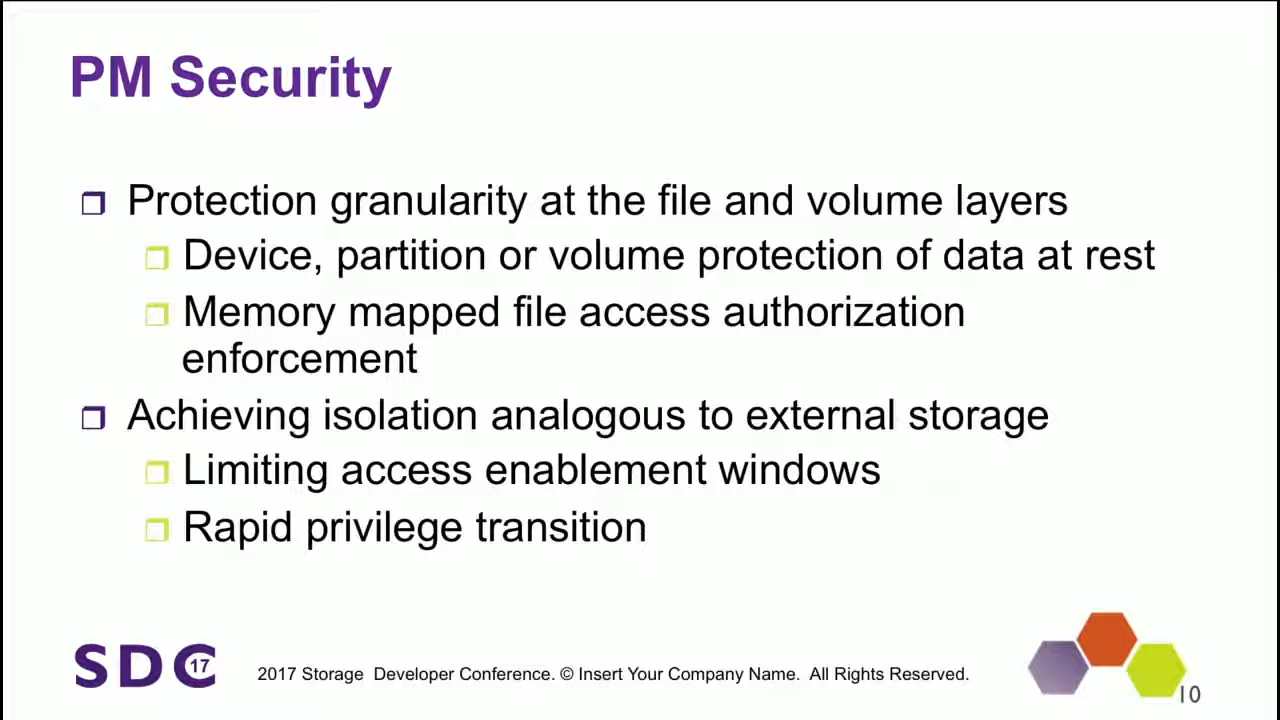 PM Security
Protection granularity at the file and volume layers
Device, partition or volume protection of data at rest
Memory mapped file access authorization
enforcement
Achieving isolation analogous to external storage
Limiting access enablement windows
Rapid privilege transition
SDC 17
2017 Storage Developer Conference. © Insert Your Company Name. All Rights Reserved.
10